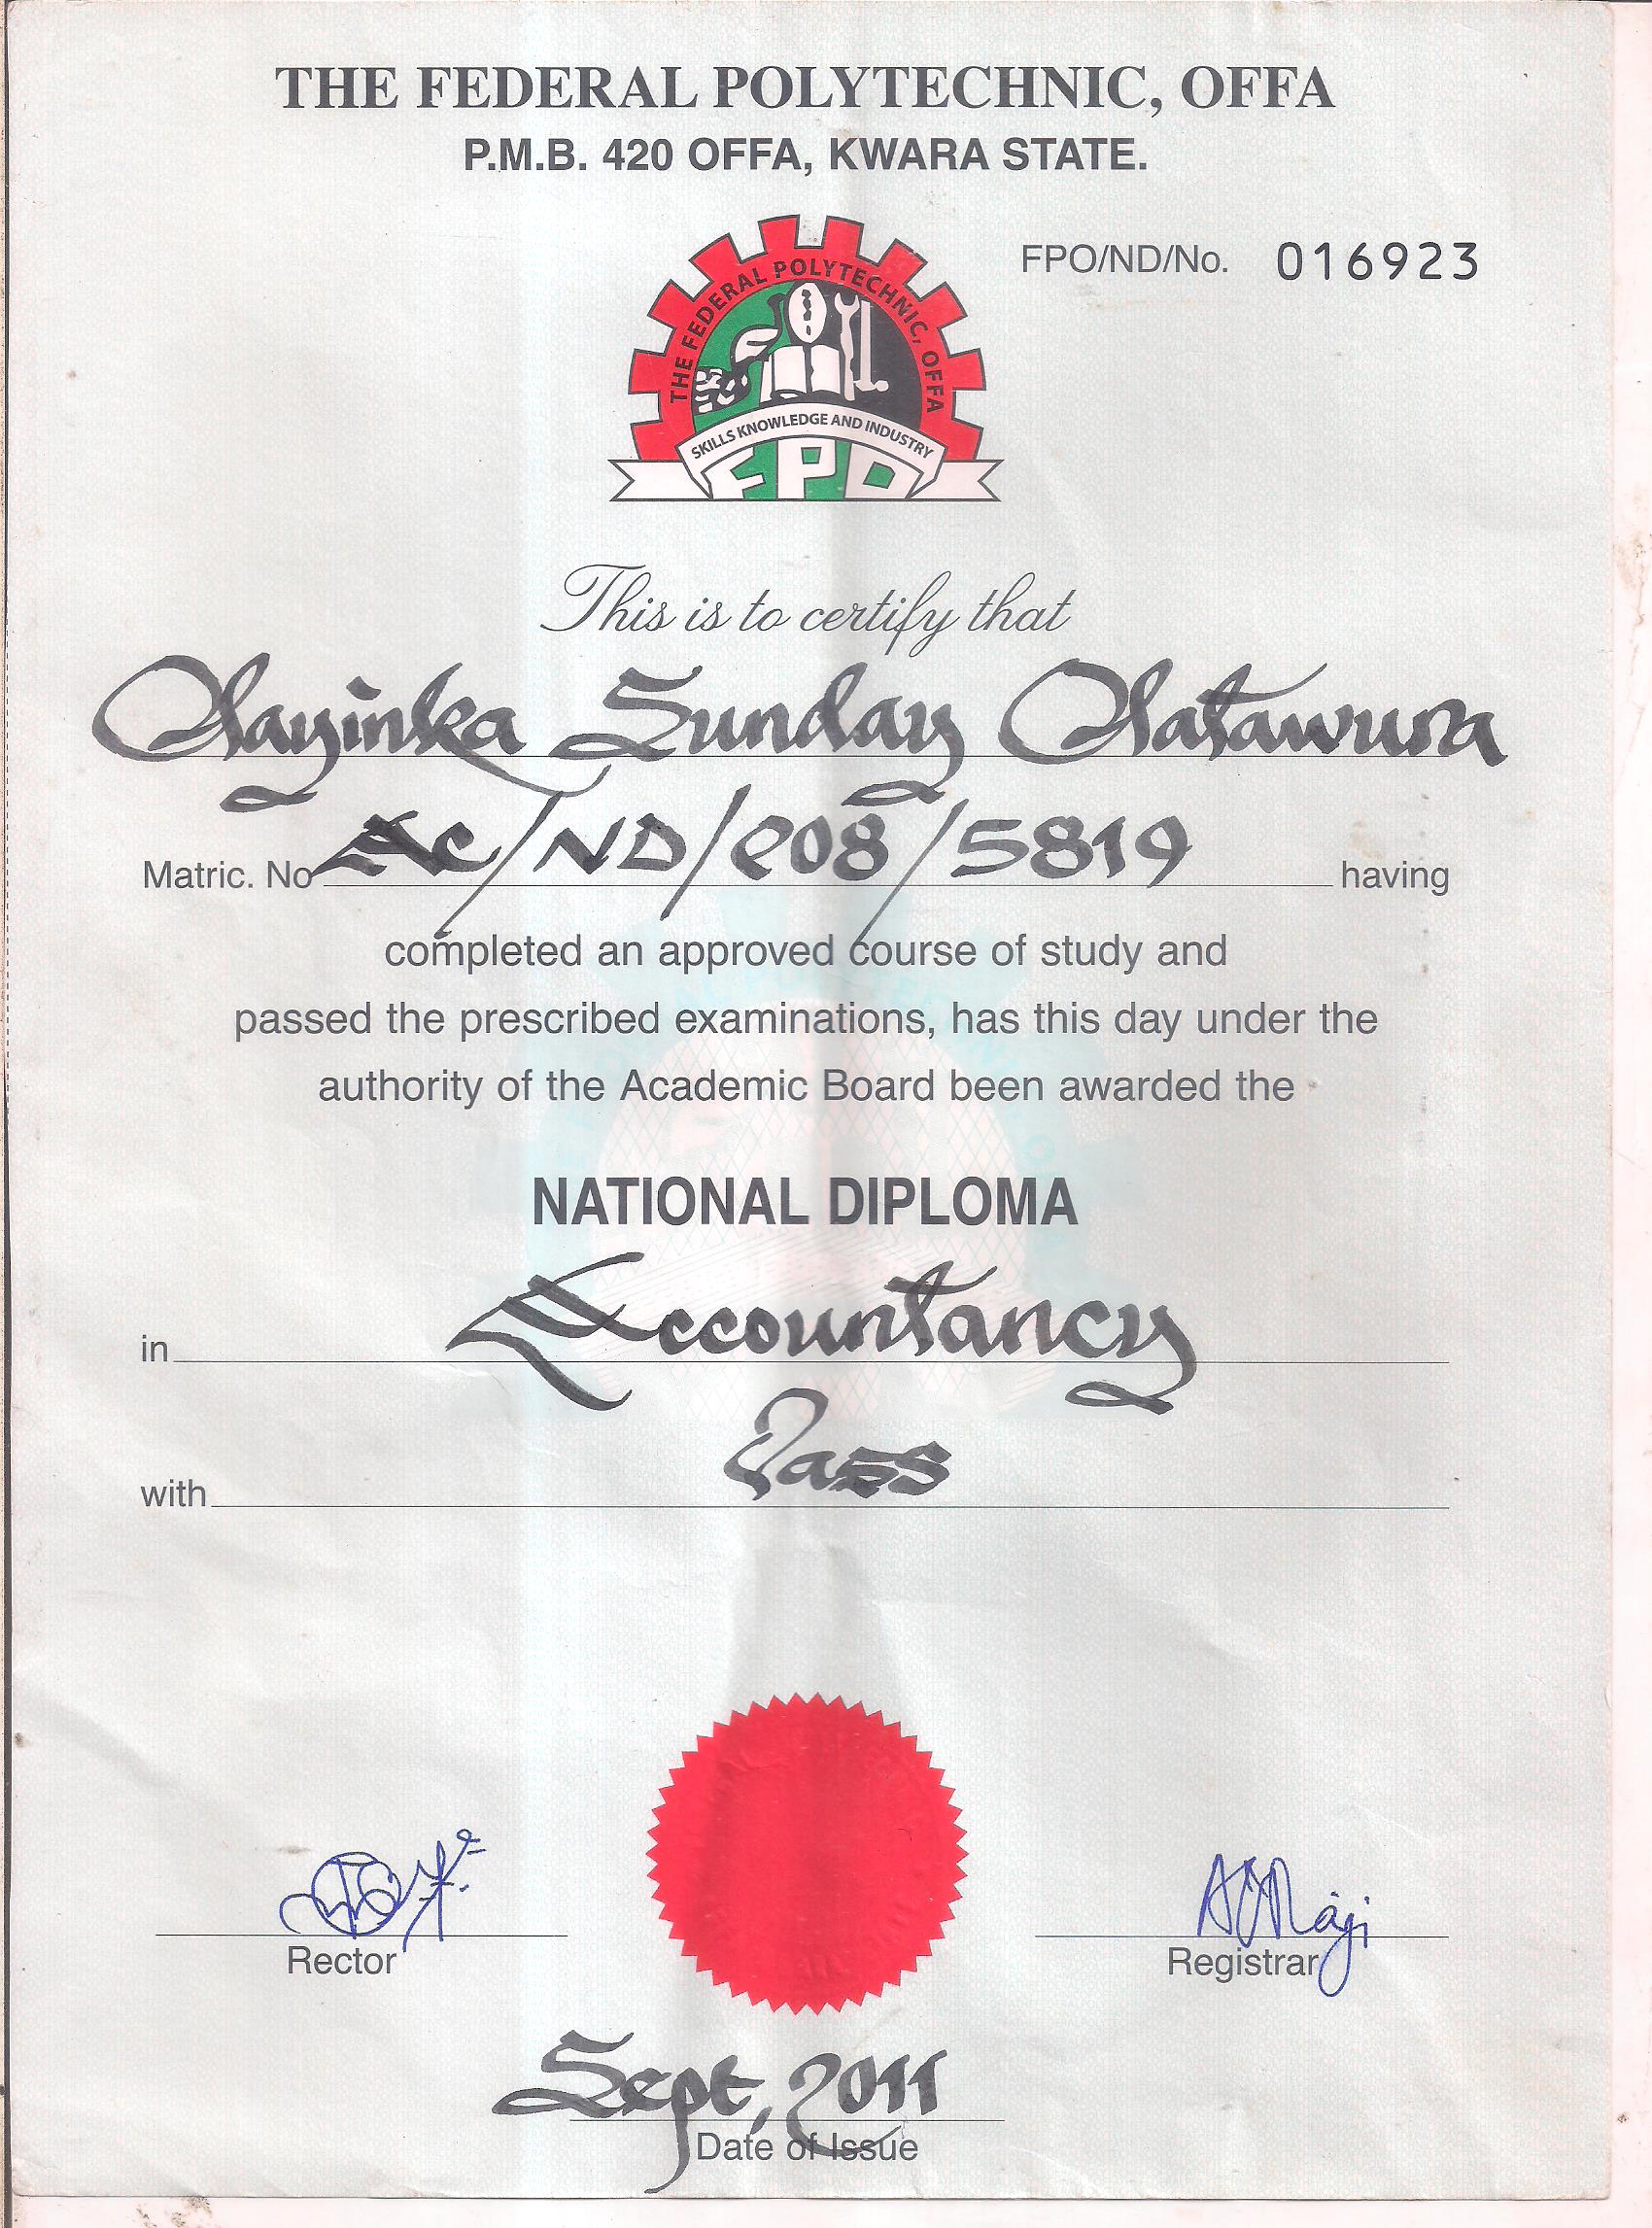 THE FEDERAL POLYTECHNIC, OFFA
P.M.B. 420 OFFA, KWARA STATE.
FPO/ND/No. 016923
THE FEDERAL POLYTECHNIC, OFFA
SKILLS KNOWLEDGE AND INDUSTRY
FPO
This is to certify that
Olayinka Sunday Olatawura
Matric. No AC/ND/P08/5819 having
completed an approved course of study and
passed the prescribed examinations, has this day under the
authority of the Academic Board been awarded the
NATIONAL DIPLOMA
in Accountancy
with Pass
Rector
Registrar
Sept, 2011
Date of Issue